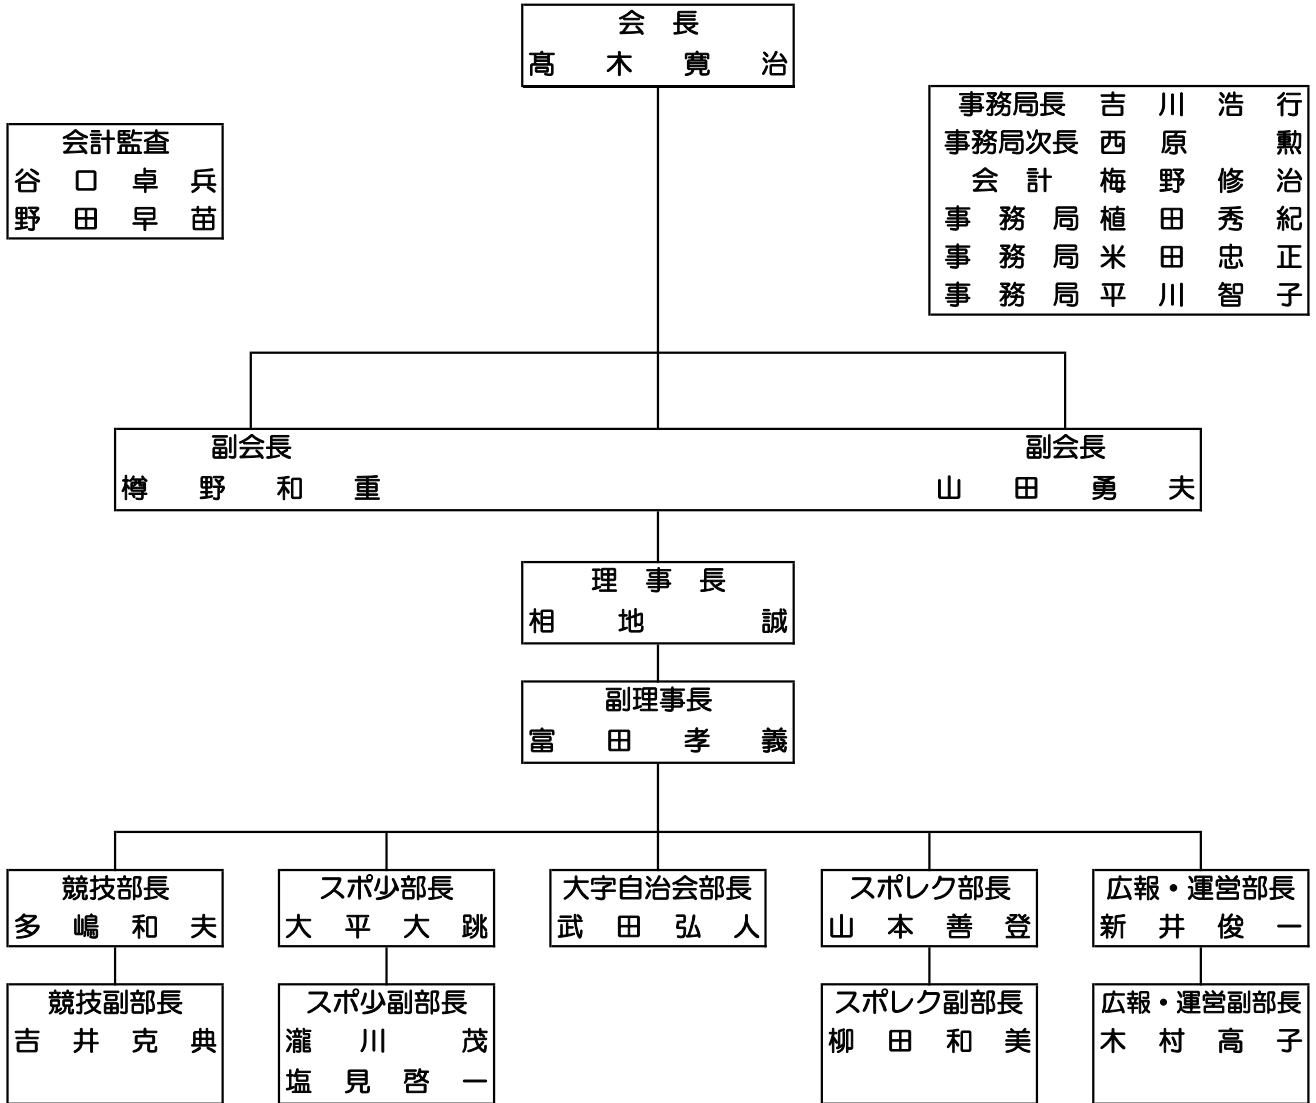 会長
髙木寛治
会計監査
谷口卓兵
野田早苗
事務局長 吉川浩行
事務局次長 西原勲
会計 梅野修治
事務局 植田秀紀
事務局 米田忠正
事務局 平川智子
副会長
樽野和重
副会長
山田勇夫
理事長
相地誠
副理事長
富田孝義
競技部長
多嶋和夫
スポ少部長
大平大跳
大字自治会部長
武田弘人
スポレク部長
山本善登
広報・運営部長
新井俊一
競技副部長
吉井克典
スポ少副部長
瀧川茂
塩見啓一
スポレク副部長
柳田和美
広報・運営副部長
木村高子